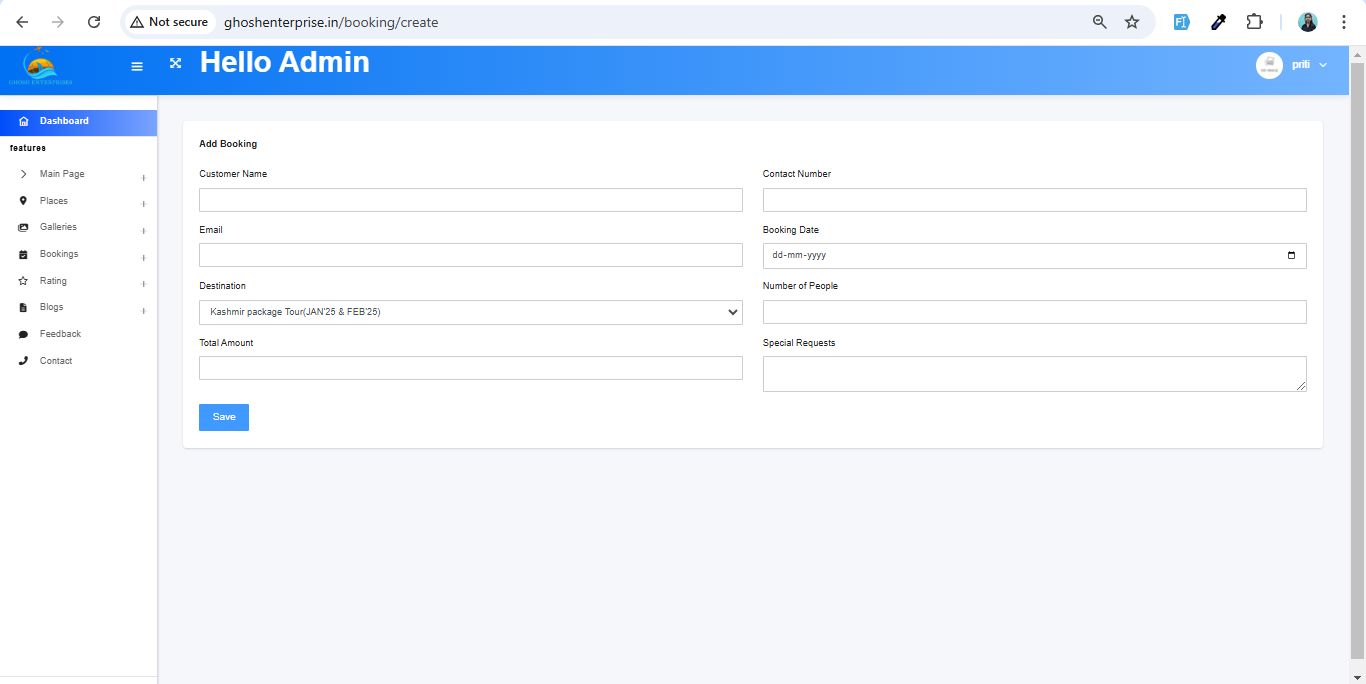 Not secure
ghoshenterprise.in/booking/create
GHOSH ENTERPRISES
Hello Admin
priti
Dashboard
features
Main Page
Places
Galleries
Bookings
Rating
Blogs
Feedback
Contact
Add Booking
Customer Name
Contact Number
Email
Booking Date
dd-mm-yyyy
Destination
Number of People
Kashmir package Tour(JAN'25 & FEB'25)
Total Amount
Special Requests
Save